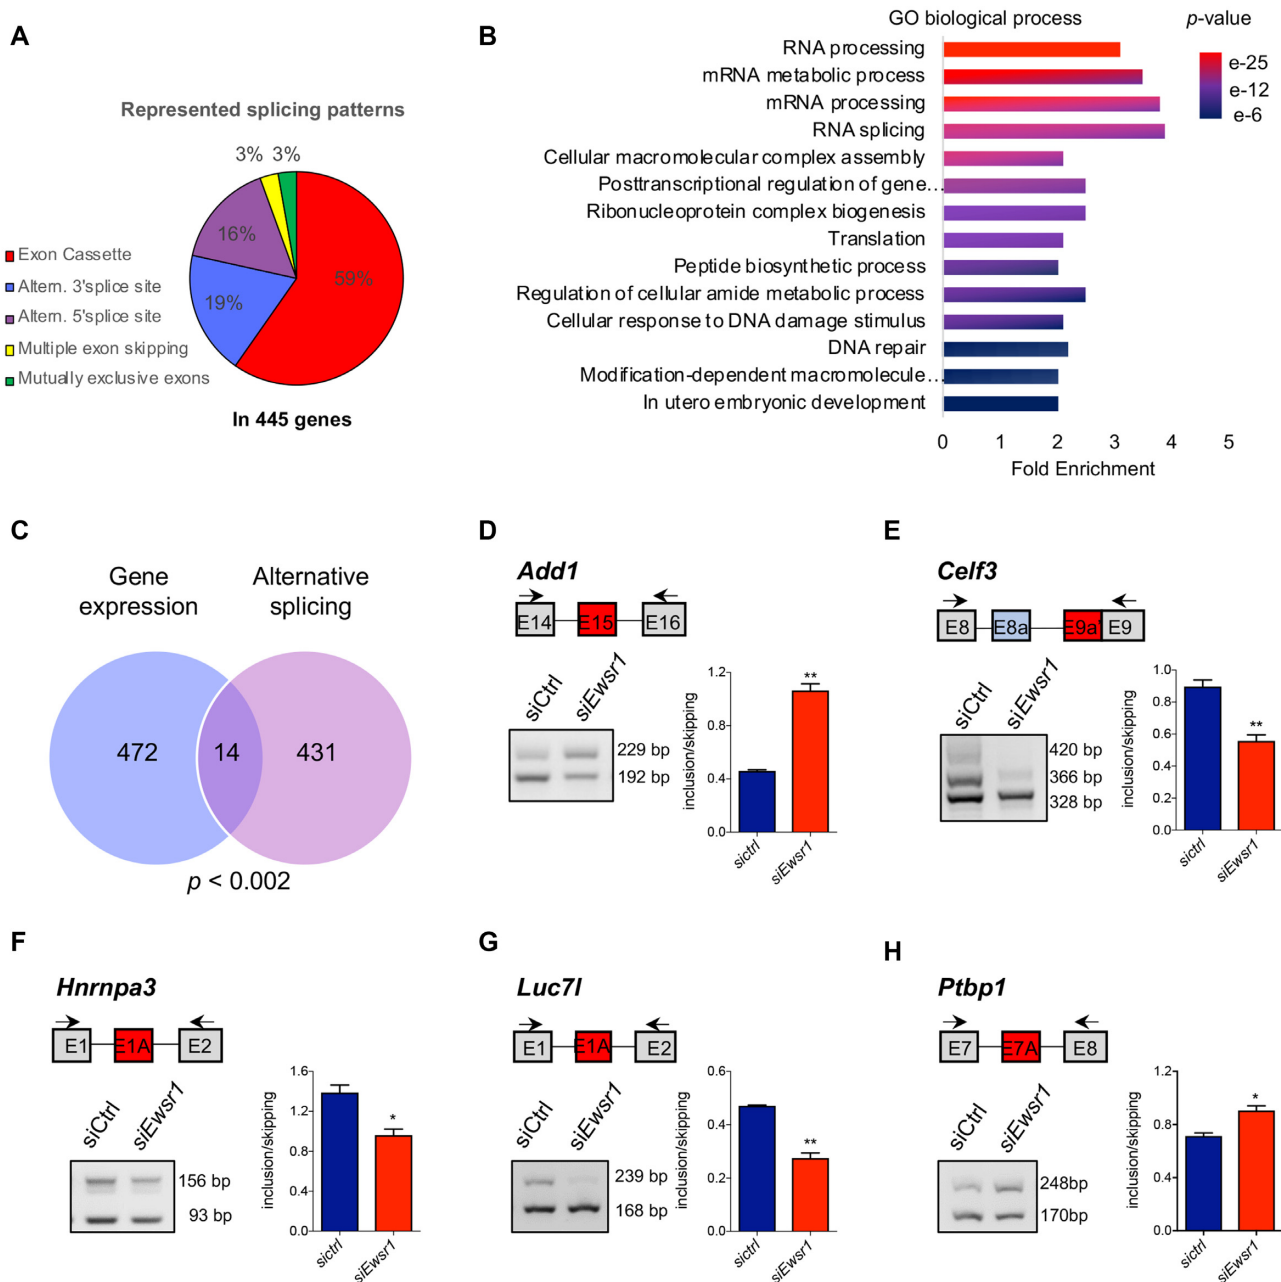 A
Represented splicing patterns
3% 3%
16%
59%
19%
Exon Cassette
Altern. 3'splice site
Altern. 5'splice site
Multiple exon skipping
Mutually exclusive exons
In 445 genes
B
GO biological process
p-value
e-25
e-12
e-6
RNA processing
mRNA metabolic process
mRNA processing
RNA splicing
Cellular macromolecular complex assembly
Posttranscriptional regulation of gene…
Ribonucleoprotein complex biogenesis
Translation
Peptide biosynthetic process
Regulation of cellular amide metabolic process
Cellular response to DNA damage stimulus
DNA repair
Modification-dependent macromolecule…
In utero embryonic development
0 1 2 3 4 5
Fold Enrichment
C
Gene expression
Alternative splicing
472 14 431
p < 0.002
D
Add1
E14 E15 E16
siCtrl siEwsr1
229 bp
192 bp
inclusion/skipping
1.2
0.8
0.4
0.0
**
sictrl siEwsr1
E
Celf3
E8 E8a E9a' E9
siCtrl siEwsr1
420 bp
366 bp
328 bp
inclusion/skipping
1.0
0.8
0.6
0.4
0.2
0.0
**
sictrl siEwsr1
F
Hnrnpa3
E1 E1A E2
siCtrl siEwsr1
156 bp
93 bp
inclusion/skipping
1.6
1.2
0.8
0.4
0.0
*
sictrl siEwsr1
G
Luc7l
E1 E1A E2
siCtrl siEwsr1
239 bp
168 bp
inclusion/skipping
0.6
0.4
0.2
0.0
**
sictrl siEwsr1
H
Ptbp1
E7 E7A E8
siCtrl siEwsr1
248bp
170bp
inclusion/skipping
1.2
0.8
0.4
0.0
*
sictrl siEwsr1